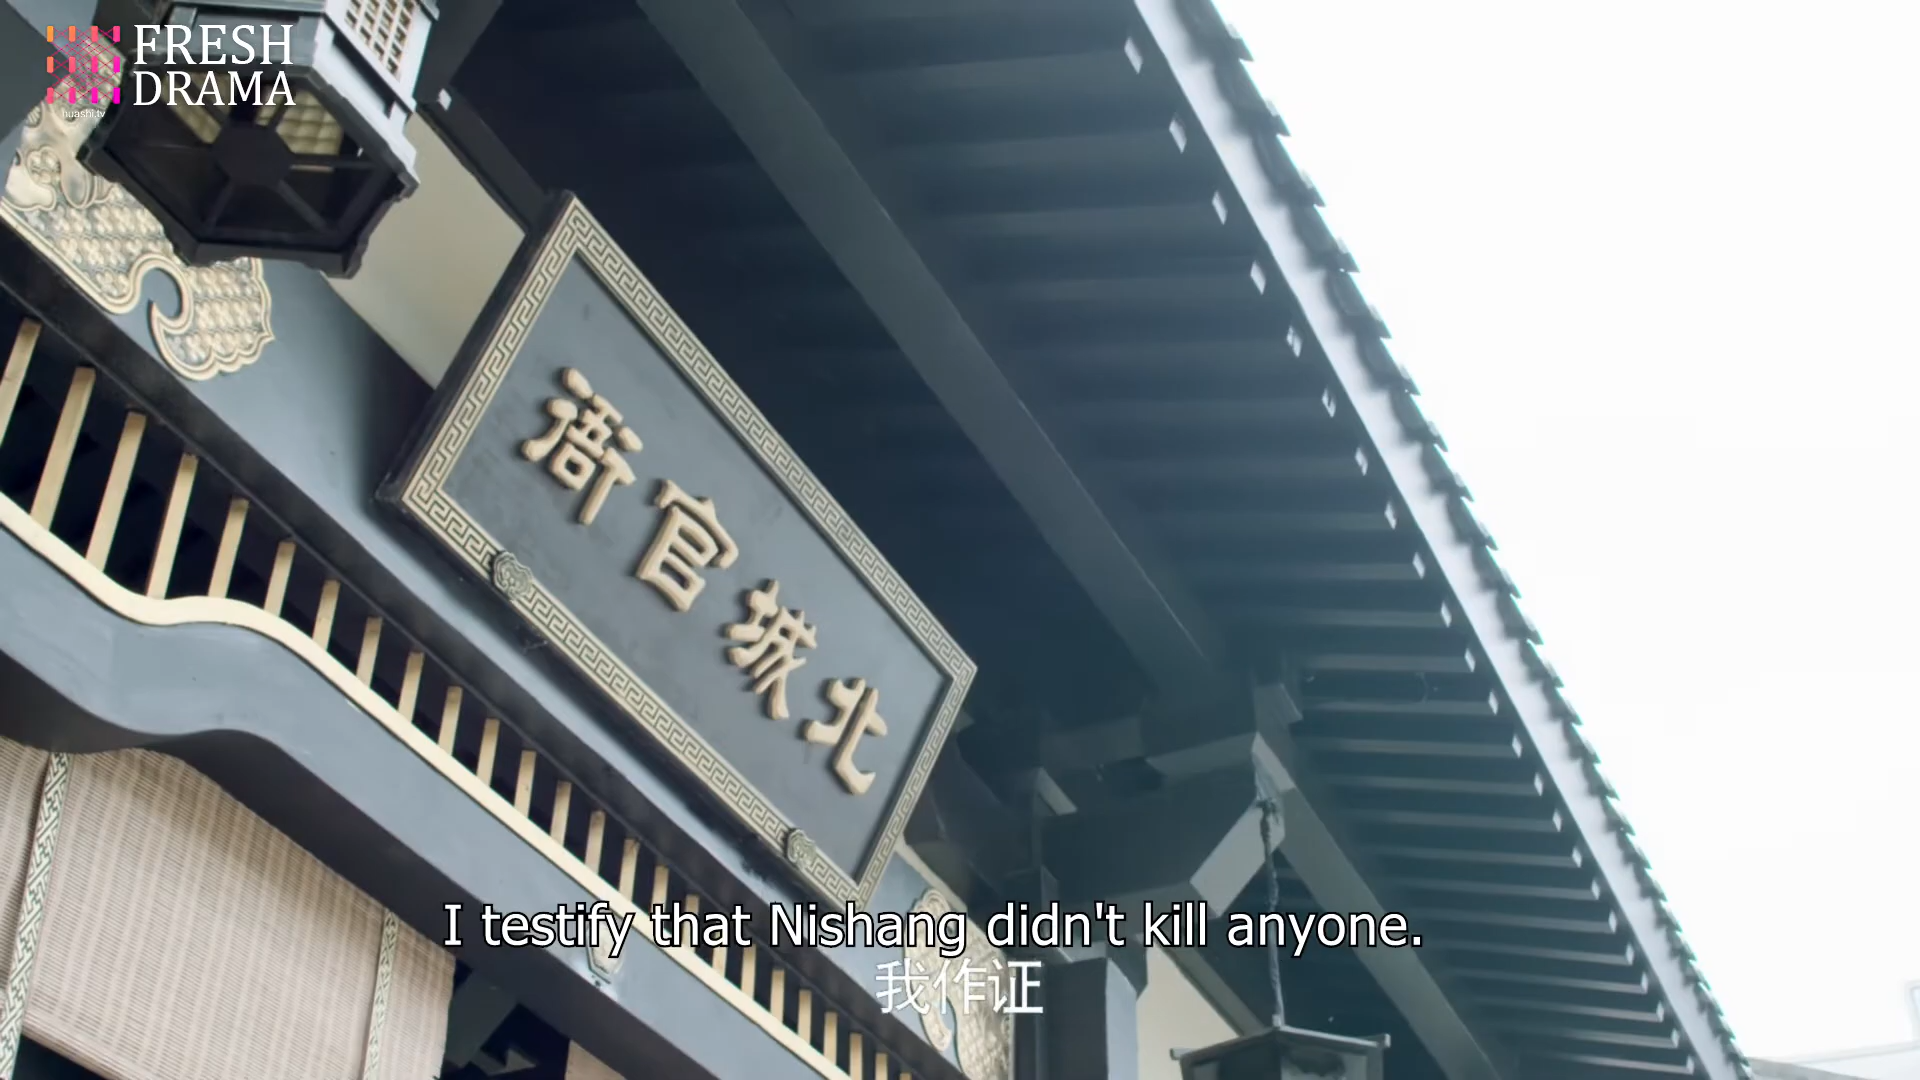 FRESH
DRAMA
huashi.tv
衙官城北
I testify that Nishang didn't kill anyone.
我作证